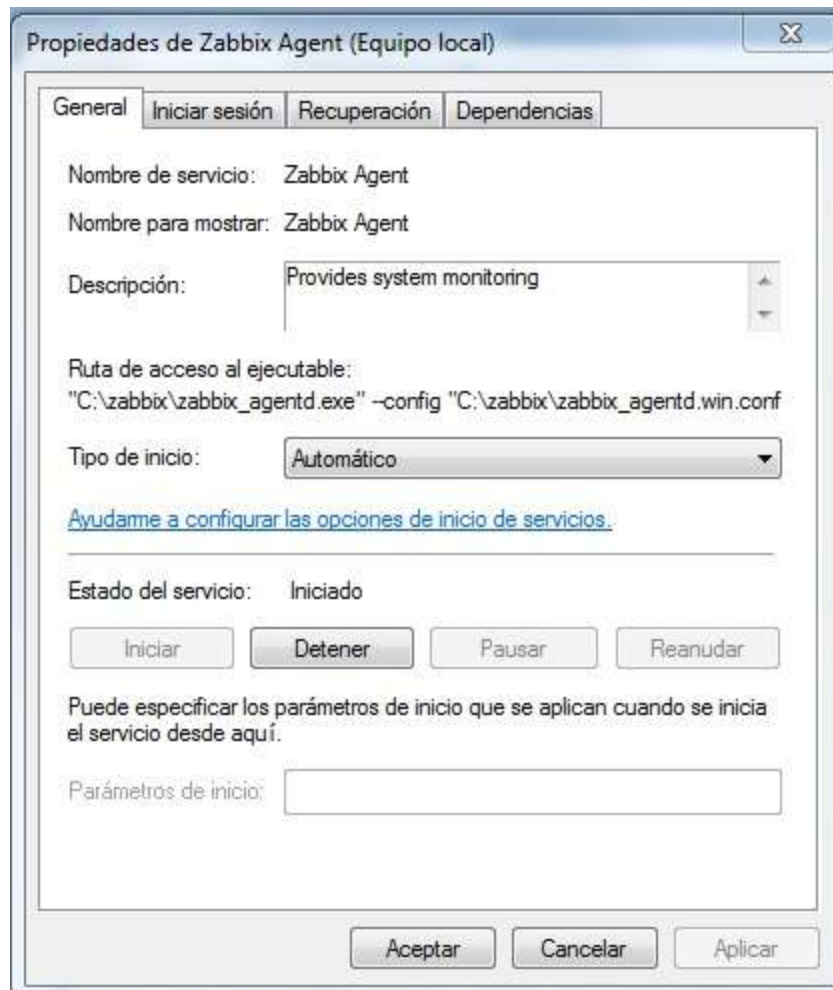 Propiedades de Zabbix Agent (Equipo local)
General Iniciar sesión Recuperación Dependencias
Nombre de servicio: Zabbix Agent
Nombre para mostrar: Zabbix Agent
Descripción: Provides system monitoring
Ruta de acceso al ejecutable:
"C:\zabbix\zabbix_agentd.exe" --config "C:\zabbix\zabbix_agentd.win.conf
Tipo de inicio: Automático
Ayudarme a configurar las opciones de inicio de servicios.
Estado del servicio: Iniciado
Iniciar Detener Pausar Reanudar
Puede especificar los parámetros de inicio que se aplican cuando se inicia
el servicio desde aquí.
Parámetros de inicio:
Aceptar Cancelar Aplicar